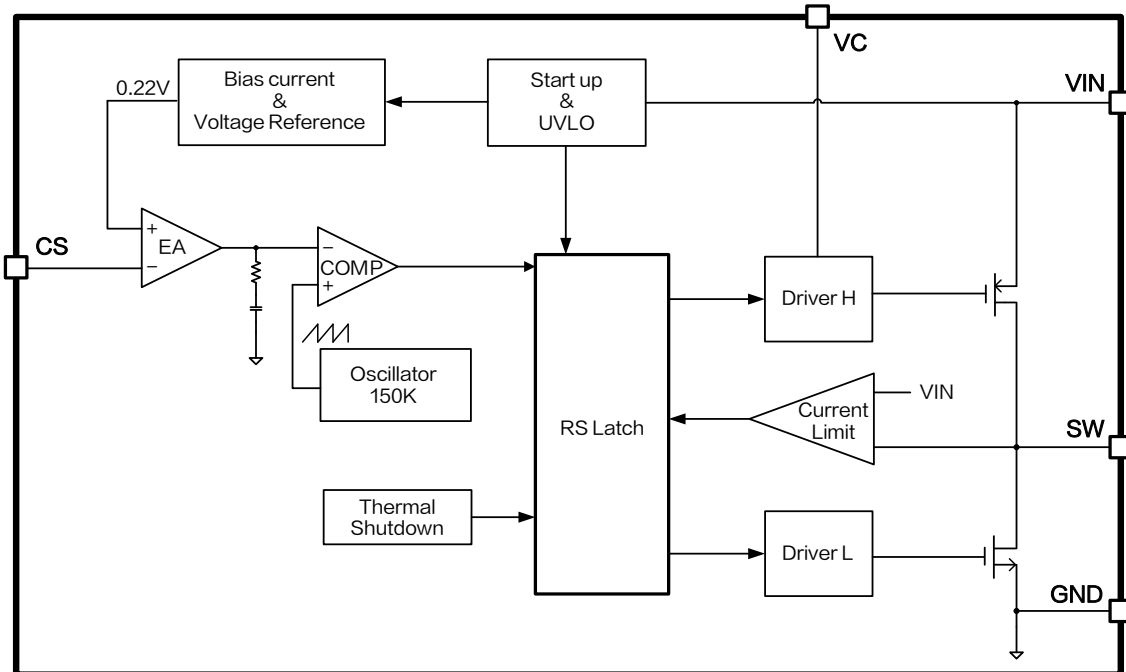 VC
VIN
0.22V
Bias current
&
Voltage Reference
Start up
&
UVLO
CS
+
EA
−
−
COMP
+
Oscillator
150K
Driver H
VIN
Current
Limit
SW
RS Latch
Thermal
Shutdown
Driver L
GND